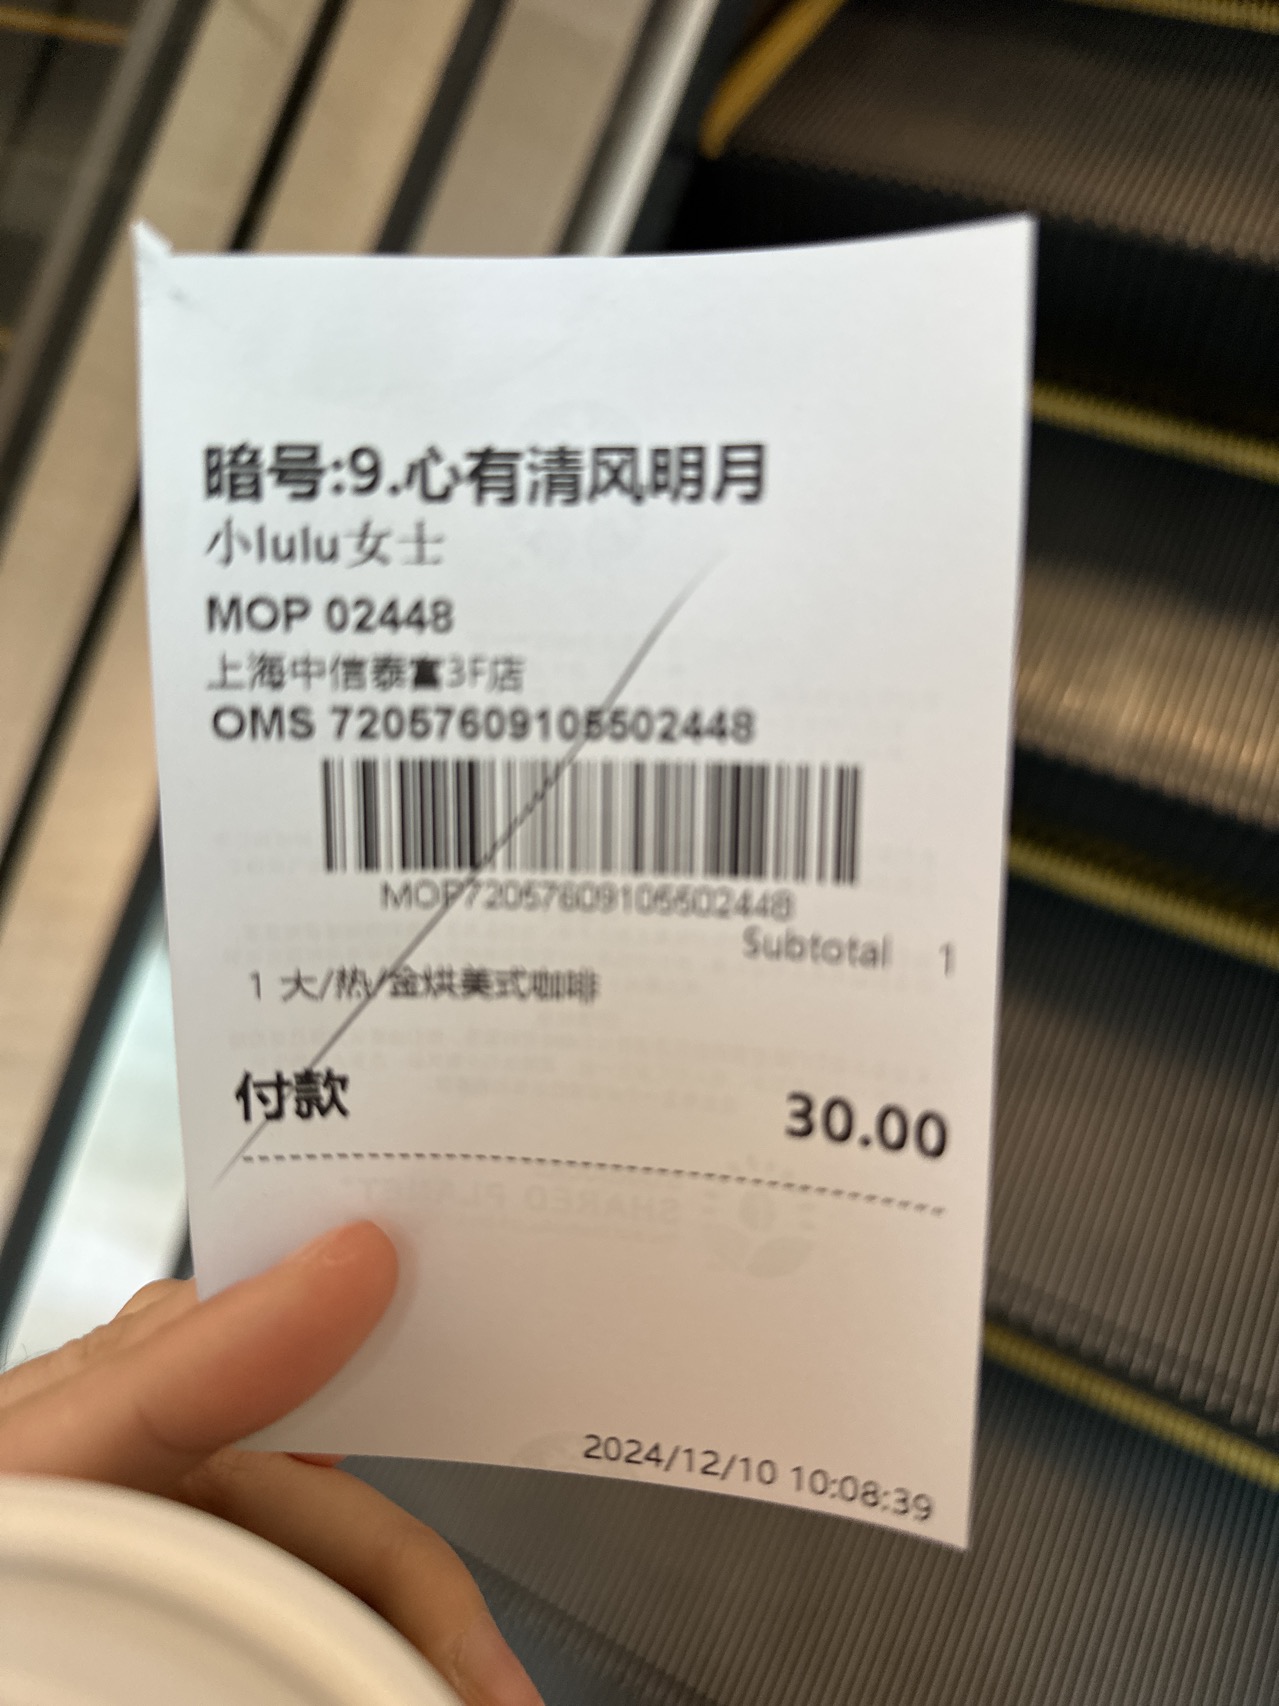 暗号:9.心有清风明月
小lulu女士
MOP 02448
上海中信泰富3F店
OMS 72057609105502448
MOP72057609105502448
Subtotal 1
1 大/热/金烘美式咖啡
付款 30.00
SHARED PLANET
2024/12/10 10:08:39